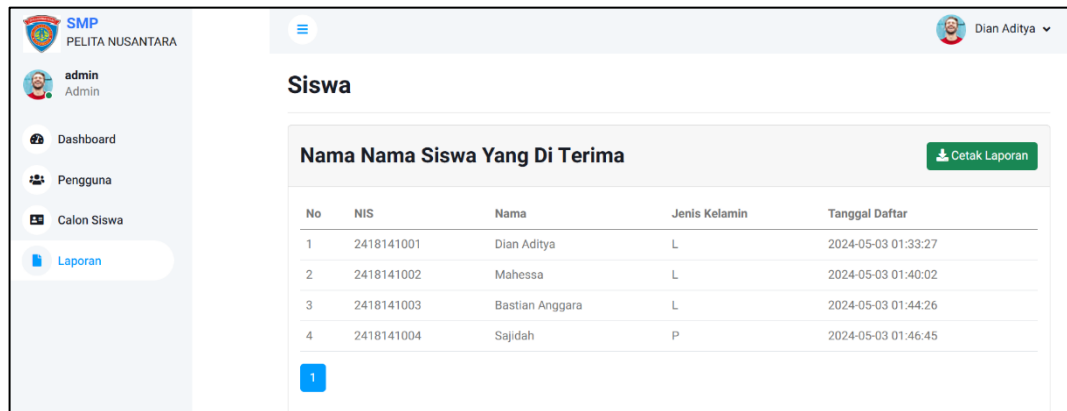 SMP
PELITA NUSANTARA
Dian Aditya
admin
Admin
Dashboard
Pengguna
Calon Siswa
Laporan
Siswa
Nama Nama Siswa Yang Di Terima
Cetak Laporan
No NIS Nama Jenis Kelamin Tanggal Daftar
1 2418141001 Dian Aditya L 2024-05-03 01:33:27
2 2418141002 Mahessa L 2024-05-03 01:40:02
3 2418141003 Bastian Anggara L 2024-05-03 01:44:26
4 2418141004 Sajidah P 2024-05-03 01:46:45
1